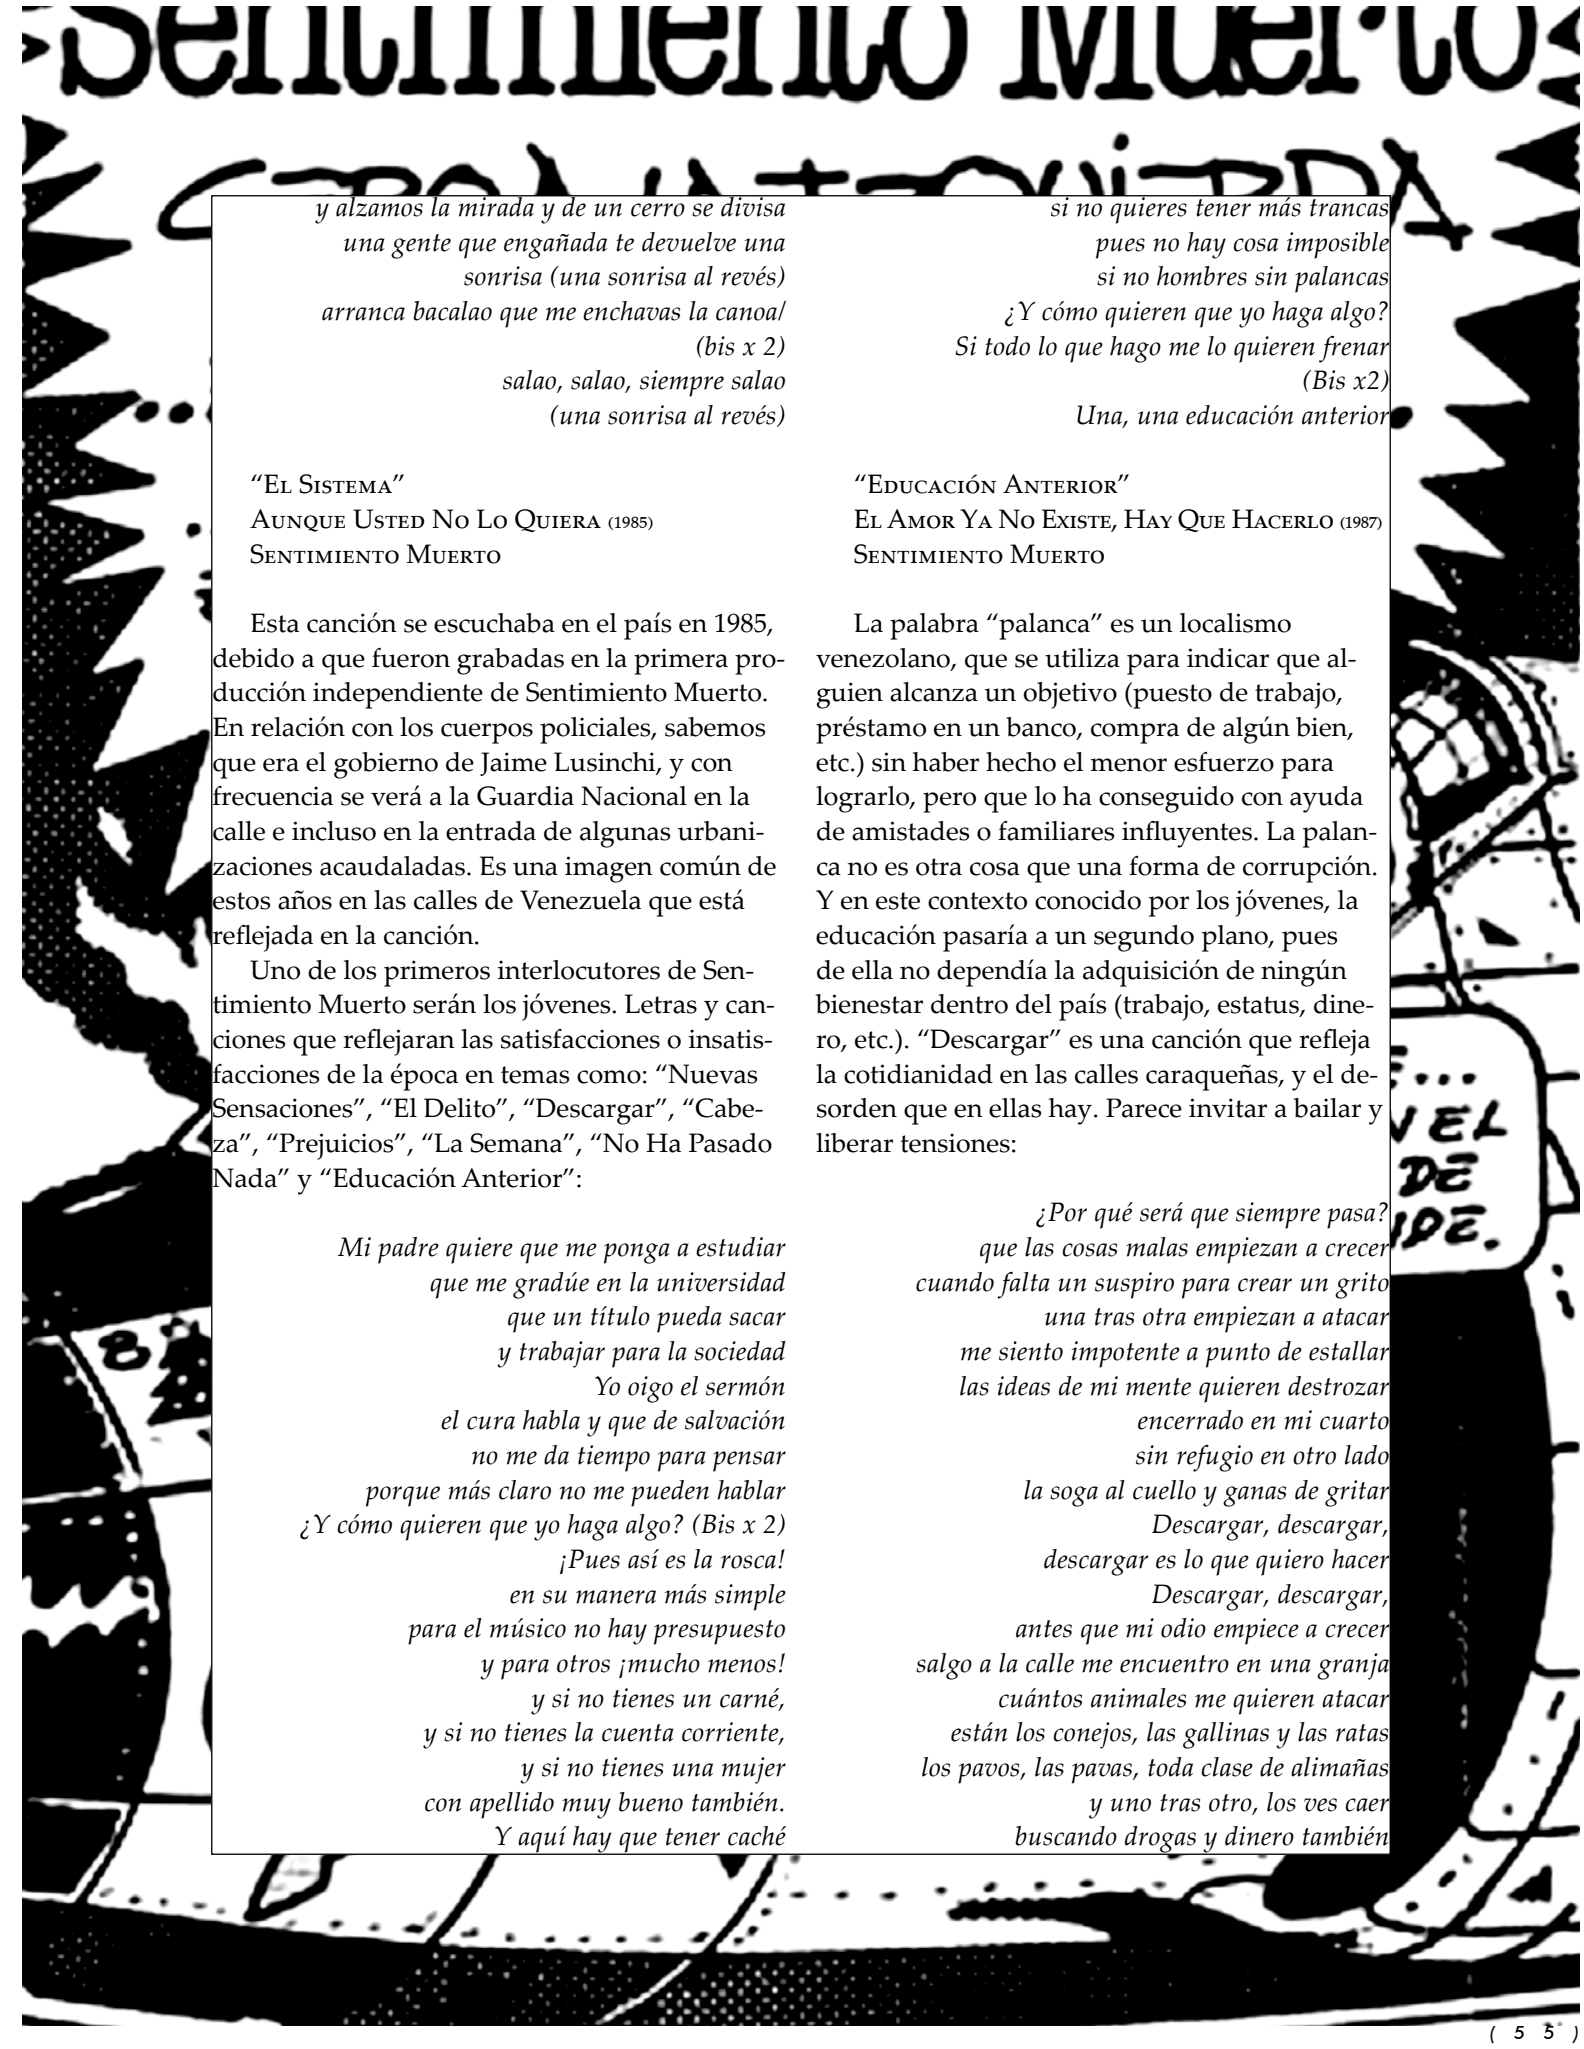 Sentimiento Muerto
y alzamos la mirada y de un cerro se divisa
una gente que engañada te devuelve una
sonrisa (una sonrisa al revés)
arranca bacalao que me enchavas la canoa/
(bis x 2)
salao, salao, siempre salao
(una sonrisa al revés)
“El Sistema”
Aunque Usted No Lo Quiera (1985)
Sentimiento Muerto
Esta canción se escuchaba en el país en 1985,
debido a que fueron grabadas en la primera pro-
ducción independiente de Sentimiento Muerto.
En relación con los cuerpos policiales, sabemos
que era el gobierno de Jaime Lusinchi, y con
frecuencia se verá a la Guardia Nacional en la
calle e incluso en la entrada de algunas urbani-
zaciones acaudaladas. Es una imagen común de
estos años en las calles de Venezuela que está
reflejada en la canción.
Uno de los primeros interlocutores de Sen-
timiento Muerto serán los jóvenes. Letras y can-
ciones que reflejaran las satisfacciones o insatis-
facciones de la época en temas como: “Nuevas
Sensaciones”, “El Delito”, “Descargar”, “Cabe-
za”, “Prejuicios”, “La Semana”, “No Ha Pasado
Nada” y “Educación Anterior”:
Mi padre quiere que me ponga a estudiar
que me gradúe en la universidad
que un título pueda sacar
y trabajar para la sociedad
Yo oigo el sermón
el cura habla y que de salvación
no me da tiempo para pensar
porque más claro no me pueden hablar
¿Y cómo quieren que yo haga algo? (Bis x 2)
¡Pues así es la rosca!
en su manera más simple
para el músico no hay presupuesto
y para otros ¡mucho menos!
y si no tienes un carné,
y si no tienes la cuenta corriente,
y si no tienes una mujer
con apellido muy bueno también.
Y aquí hay que tener caché
si no quieres tener más trancas
pues no hay cosa imposible
si no hombres sin palancas
¿Y cómo quieren que yo haga algo?
Si todo lo que hago me lo quieren frenar
(Bis x2)
Una, una educación anterior
“Educación Anterior”
El Amor Ya No Existe, Hay Que Hacerlo (1987)
Sentimiento Muerto
La palabra “palanca” es un localismo
venezolano, que se utiliza para indicar que al-
guien alcanza un objetivo (puesto de trabajo,
préstamo en un banco, compra de algún bien,
etc.) sin haber hecho el menor esfuerzo para
lograrlo, pero que lo ha conseguido con ayuda
de amistades o familiares influyentes. La palan-
ca no es otra cosa que una forma de corrupción.
Y en este contexto conocido por los jóvenes, la
educación pasaría a un segundo plano, pues
de ella no dependía la adquisición de ningún
bienestar dentro del país (trabajo, estatus, dine-
ro, etc.). “Descargar” es una canción que refleja
la cotidianidad en las calles caraqueñas, y el de-
sorden que en ellas hay. Parece invitar a bailar y
liberar tensiones:
¿Por qué será que siempre pasa?
que las cosas malas empiezan a crecer
cuando falta un suspiro para crear un grito
una tras otra empiezan a atacar
me siento impotente a punto de estallar
las ideas de mi mente quieren destrozar
encerrado en mi cuarto
sin refugio en otro lado
la soga al cuello y ganas de gritar
Descargar, descargar,
descargar es lo que quiero hacer
Descargar, descargar,
antes que mi odio empiece a crecer
salgo a la calle me encuentro en una granja
cuántos animales me quieren atacar
están los conejos, las gallinas y las ratas
los pavos, las pavas, toda clase de alimañas
y uno tras otro, los ves caer
buscando drogas y dinero también
DE
( 5 5 )